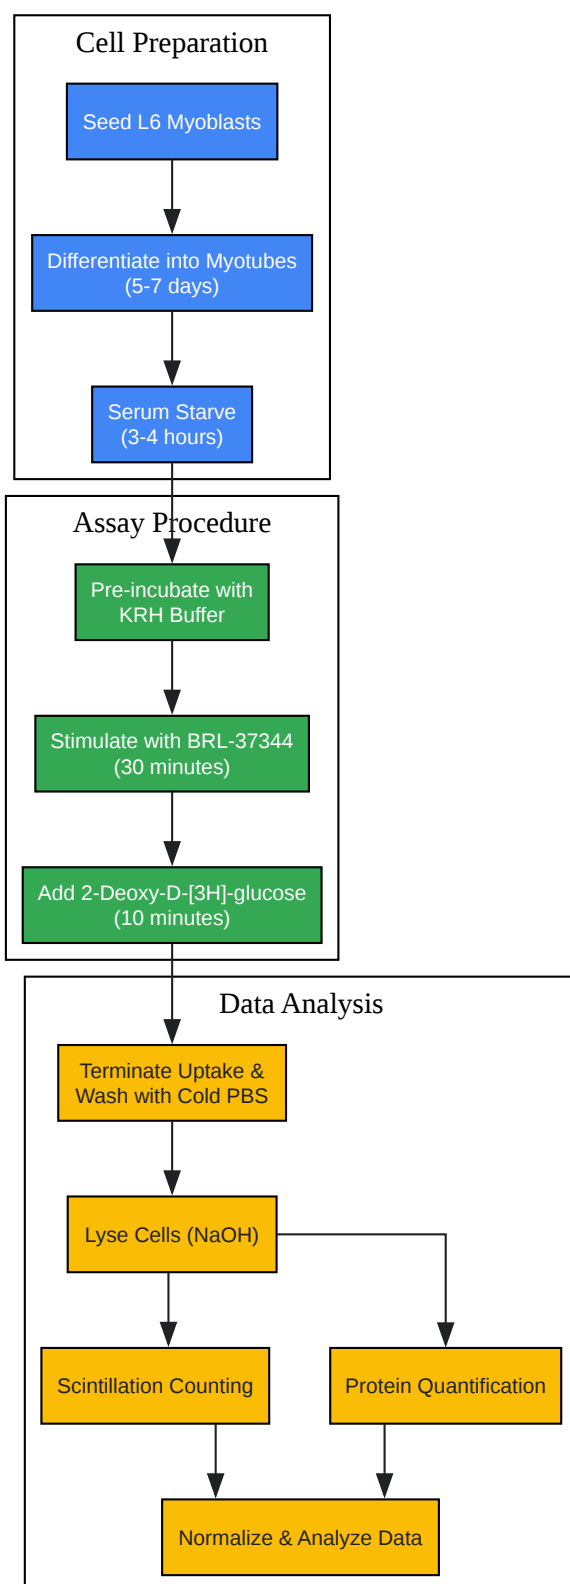 Cell Preparation
Seed L6 Myoblasts
Differentiate into Myotubes
(5-7 days)
Serum Starve
(3-4 hours)
Assay Procedure
Pre-incubate with
KRH Buffer
Stimulate with BRL-37344
(30 minutes)
Add 2-Deoxy-D-[3H]-glucose
(10 minutes)
Data Analysis
Terminate Uptake &
Wash with Cold PBS
Lyse Cells (NaOH)
Scintillation Counting
Protein Quantification
Normalize & Analyze Data